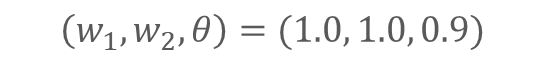 (w₁, w₂, θ) = (1.0, 1.0, 0.9)